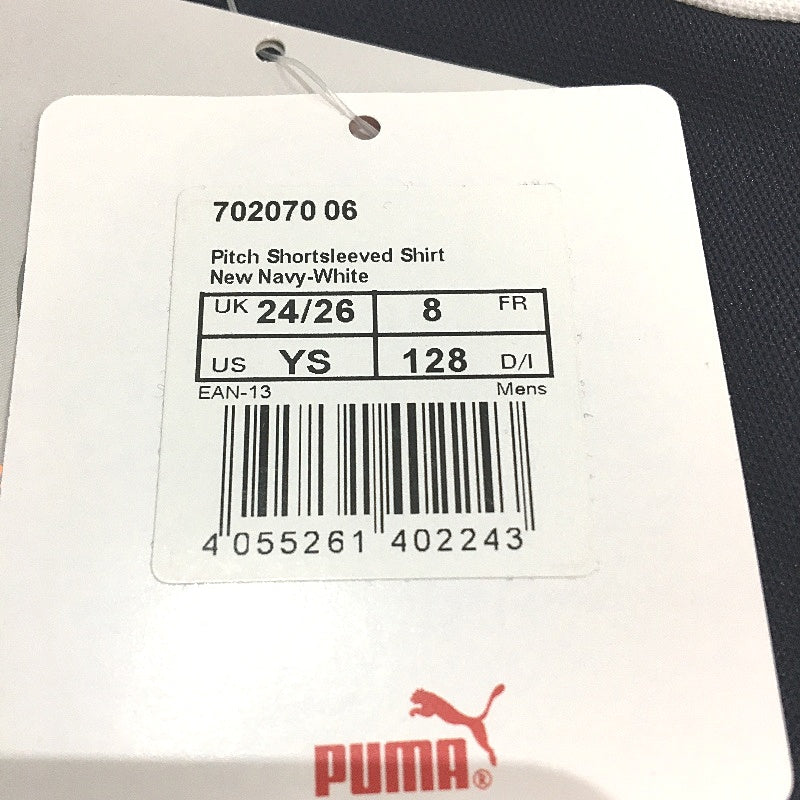 702070 06
Pitch Shortsleeved Shirt
New Navy-White
UK 24/26 8 FR
US YS 128 D/I
EAN-13 Mens
4 055261 402243
PUMA®